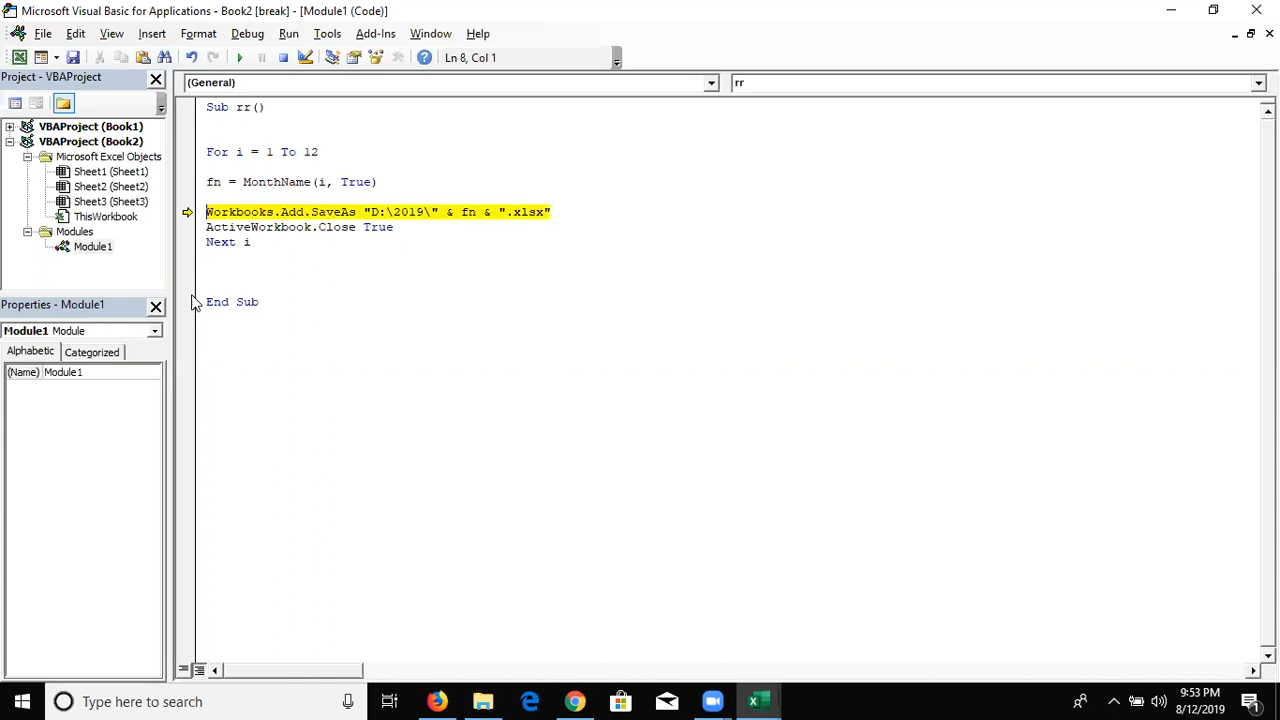 Microsoft Visual Basic for Applications - Book2 [break] - [Module1 (Code)]
File Edit View Insert Format Debug Run Tools Add-Ins Window Help
Ln 8, Col 1
Project - VBAProject
(General)
rr
VBAProject (Book1)
VBAProject (Book2)
Microsoft Excel Objects
Sheet1 (Sheet1)
Sheet2 (Sheet2)
Sheet3 (Sheet3)
ThisWorkbook
Modules
Module1
Properties - Module1
Module1 Module
Alphabetic Categorized
(Name) Module1
Sub rr()
For i = 1 To 12
fn = MonthName(i, True)
Workbooks.Add.SaveAs "D:\2019\" & fn & ".xlsx"
ActiveWorkbook.Close True
Next i
End Sub
Type here to search
9:53 PM
8/12/2019
1